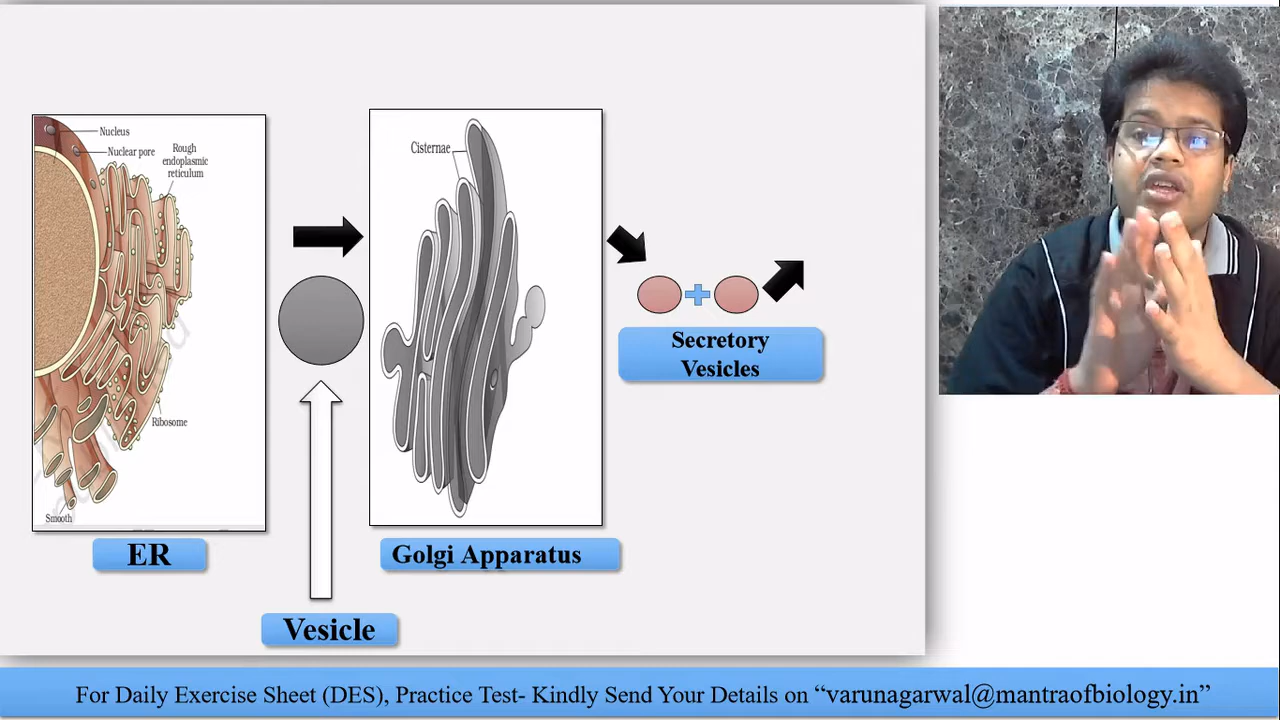 Nucleus
Nuclear pore
Rough
endoplasmic
reticulum
Ribosome
Smooth
ER
Vesicle
Cisternae
Golgi Apparatus
Secretory
Vesicles
For Daily Exercise Sheet (DES), Practice Test- Kindly Send Your Details on “varunagarwal@mantraofbiology.in”